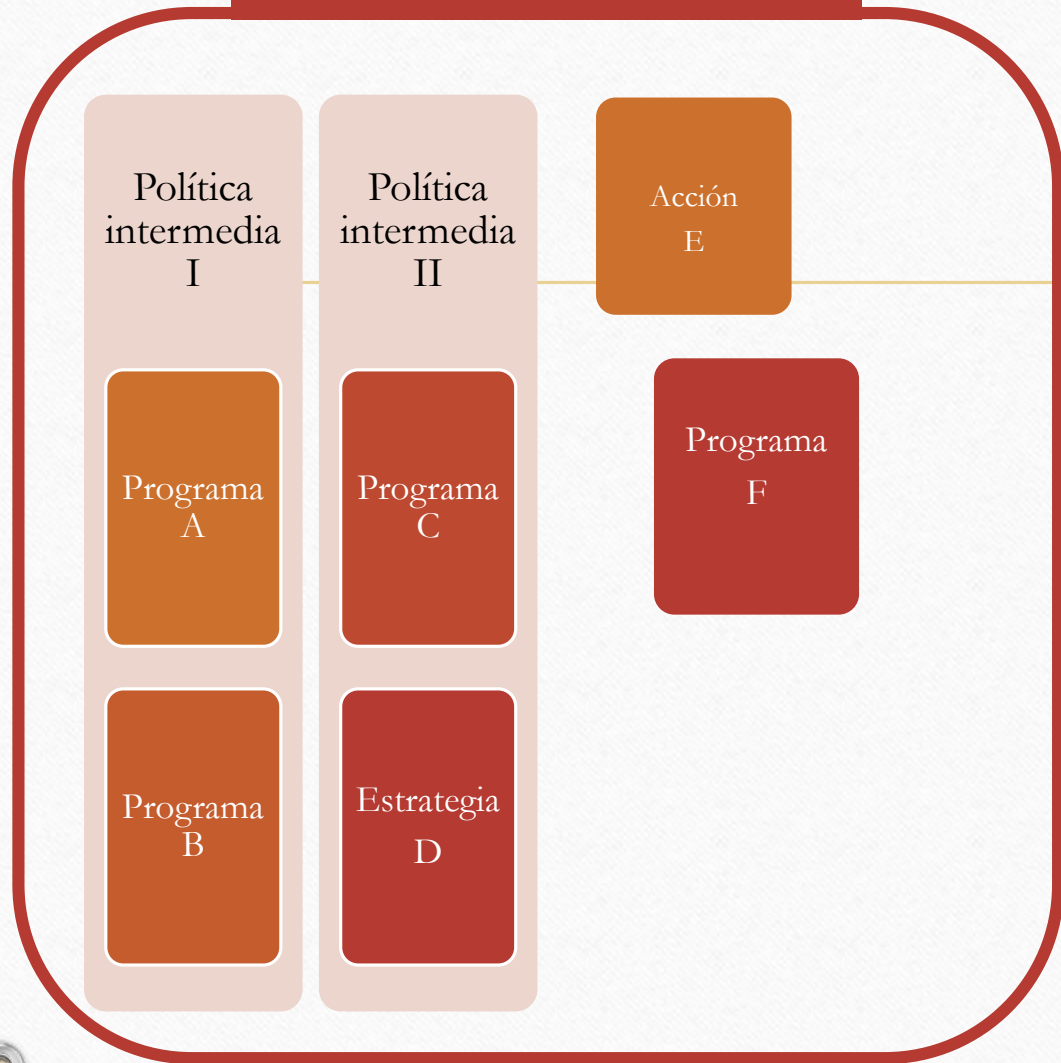 Política
intermedia
I
Programa
A
Programa
B
Política
intermedia
II
Programa
C
Estrategia
D
Acción
E
Programa
F